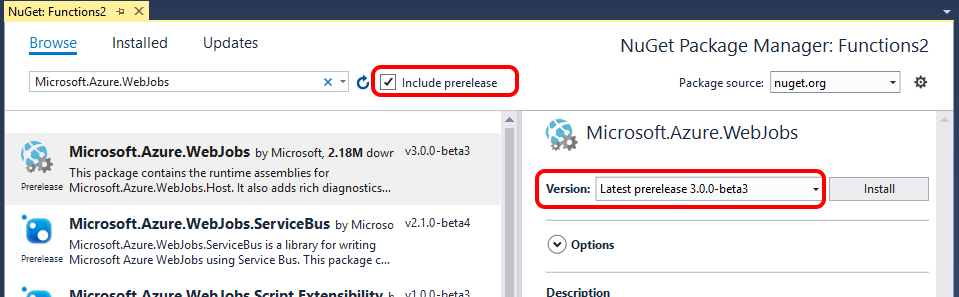 NuGet: Functions2
Browse Installed Updates
NuGet Package Manager: Functions2
Microsoft.Azure.WebJobs
Include prerelease
Package source: nuget.org
Microsoft.Azure.WebJobs by Microsoft, 2.18M dowr v3.0.0-beta3
This package contains the runtime assemblies for
Microsoft.Azure.WebJobs.Host. It also adds rich diagnostics...
Prerelease
Microsoft.Azure.WebJobs.ServiceBus by Microso v2.1.0-beta4
Microsoft.Azure.WebJobs.ServiceBus is a library for writing
Microsoft Azure WebJobs using Service Bus. This package c...
Prerelease
Microsoft.Azure.WebJobs.Script.Extensibility b v1.0.0-beta3
Microsoft.Azure.WebJobs
Version: Latest prerelease 3.0.0-beta3 Install
Options
Description